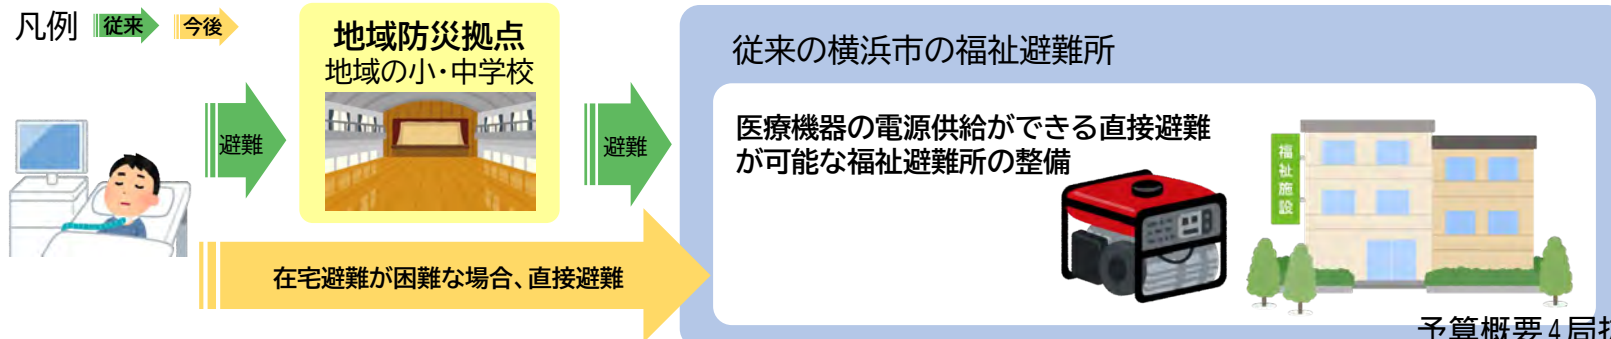 凡例 従来 今後
地域防災拠点
地域の小・中学校
避難
避難
在宅避難が困難な場合、直接避難
従来の横浜市の福祉避難所
医療機器の電源供給ができる直接避難
が可能な福祉避難所の整備
福祉施設
予算概要4局